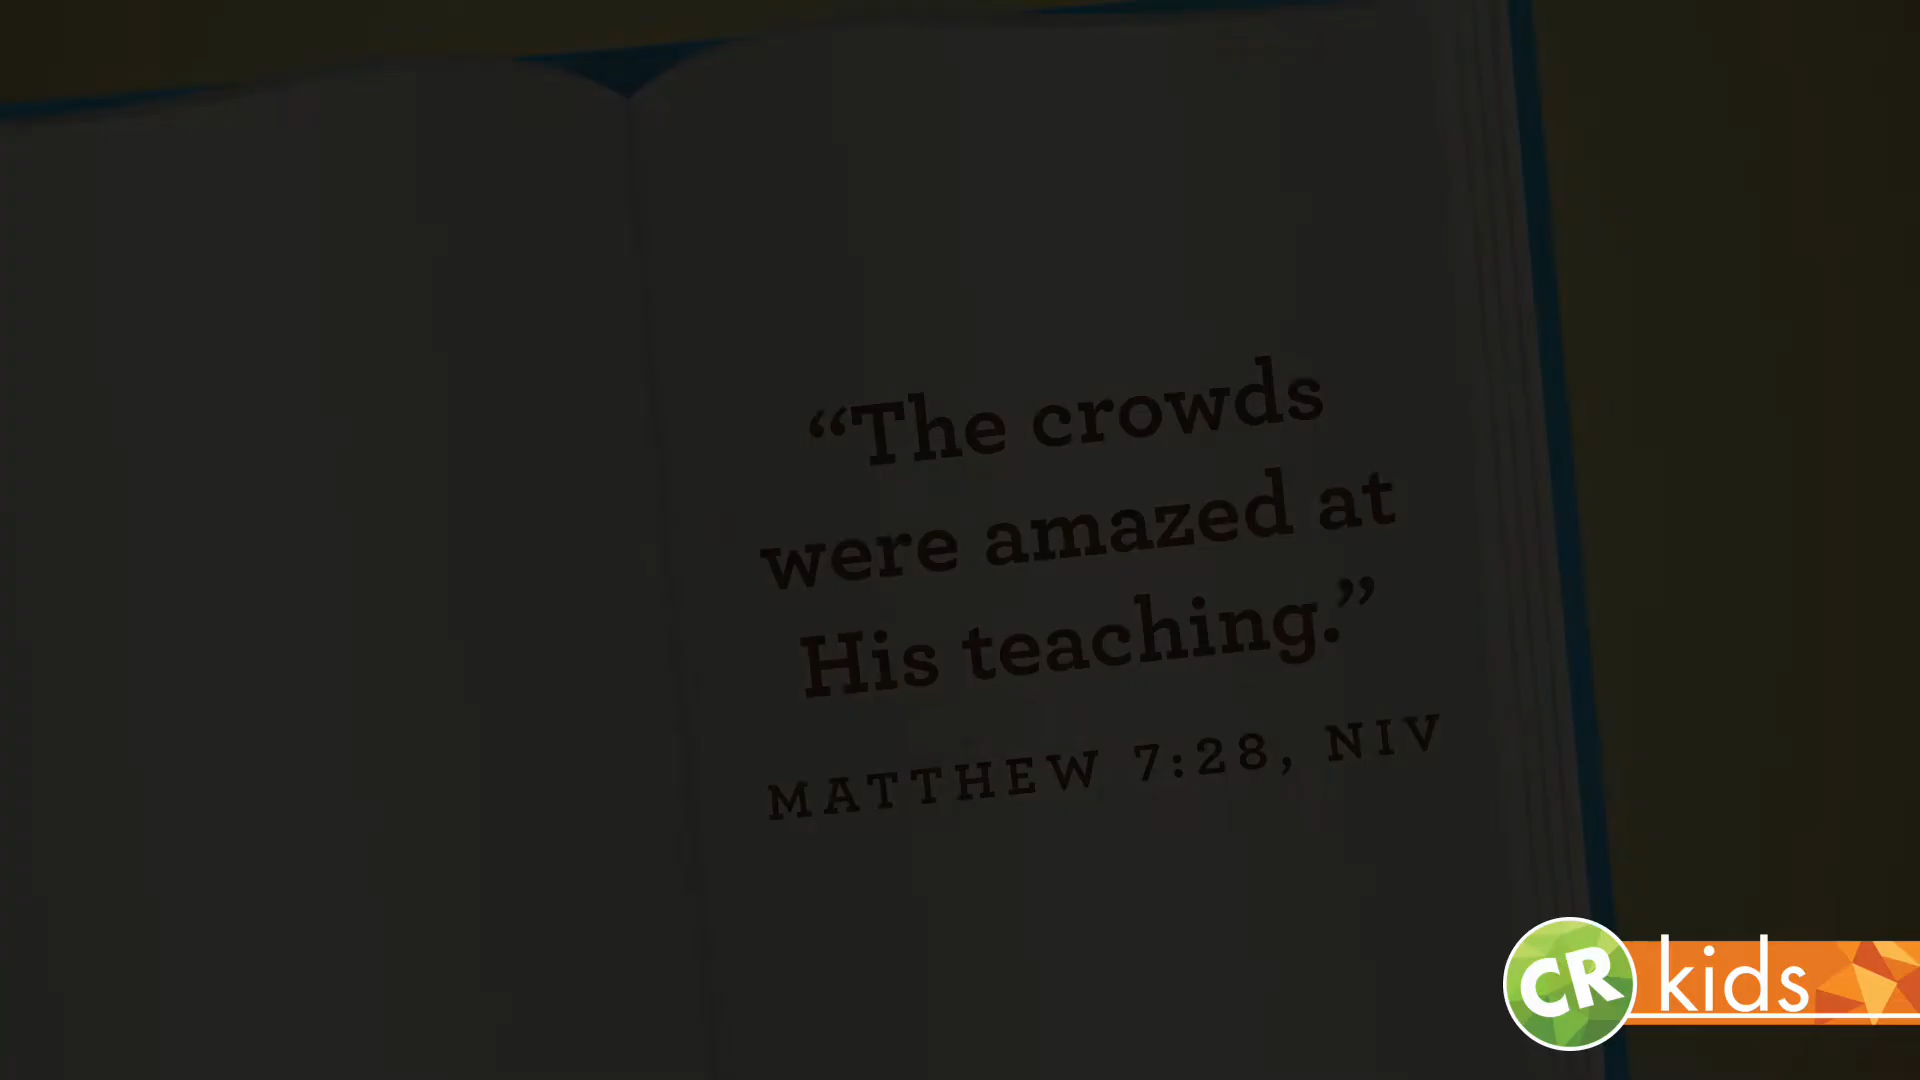 “The crowds
were amazed at
His teaching.”
MATTHEW 7:28, NIV
CR kids